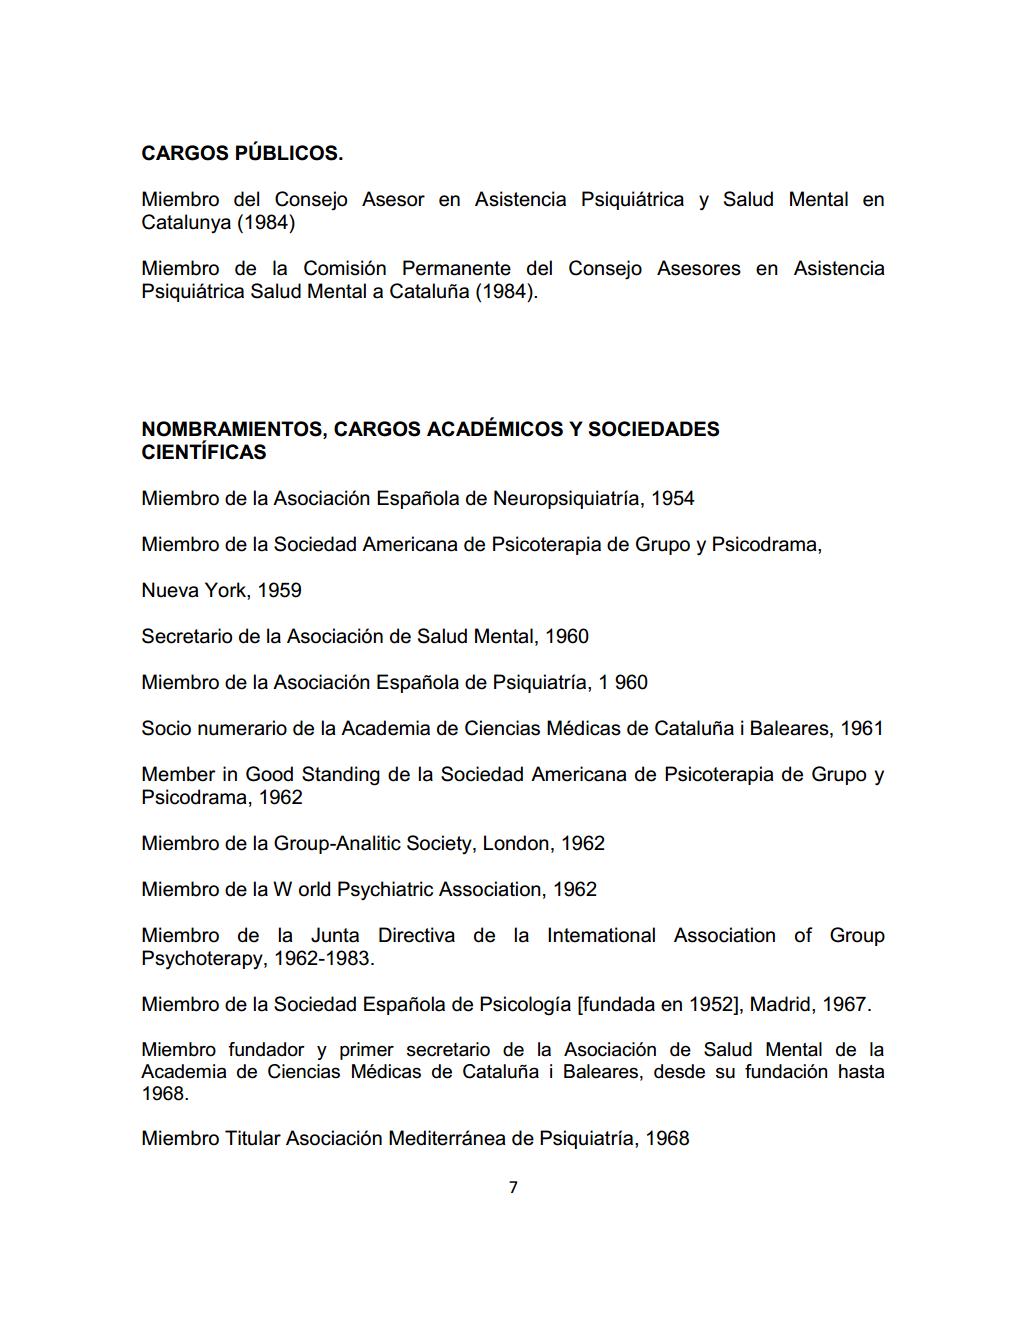 CARGOS PÚBLICOS.
Miembro del Consejo Asesor en Asistencia Psiquiátrica y Salud Mental en
Catalunya (1984)
Miembro de la Comisión Permanente del Consejo Asesores en Asistencia
Psiquiátrica Salud Mental a Cataluña (1984).
NOMBRAMIENTOS, CARGOS ACADÉMICOS Y SOCIEDADES
CIENTÍFICAS
Miembro de la Asociación Española de Neuropsiquiatría, 1954
Miembro de la Sociedad Americana de Psicoterapia de Grupo y Psicodrama,
Nueva York, 1959
Secretario de la Asociación de Salud Mental, 1960
Miembro de la Asociación Española de Psiquiatría, 1 960
Socio numerario de la Academia de Ciencias Médicas de Cataluña i Baleares, 1961
Member in Good Standing de la Sociedad Americana de Psicoterapia de Grupo y
Psicodrama, 1962
Miembro de la Group-Analitic Society, London, 1962
Miembro de la W orld Psychiatric Association, 1962
Miembro de la Junta Directiva de la International Association of Group
Psychoterapy, 1962-1983.
Miembro de la Sociedad Española de Psicología [fundada en 1952], Madrid, 1967.
Miembro fundador y primer secretario de la Asociación de Salud Mental de la
Academia de Ciencias Médicas de Cataluña i Baleares, desde su fundación hasta
1968.
Miembro Titular Asociación Mediterránea de Psiquiatría, 1968
7